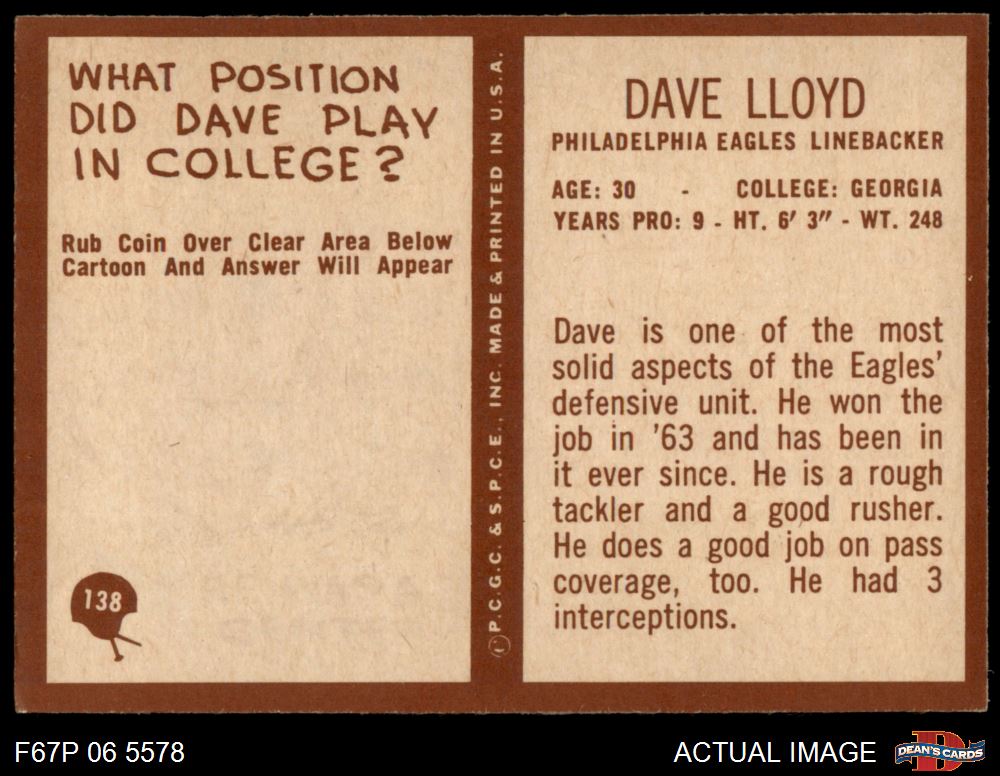 WHAT POSITION
DID DAVE PLAY
IN COLLEGE?
Rub Coin Over Clear Area Below
Cartoon And Answer Will Appear
138
©P.C.G.C. & S.P.C.E., INC. MADE & PRINTED IN U.S.A.
DAVE LLOYD
PHILADELPHIA EAGLES LINEBACKER
AGE: 30 - COLLEGE: GEORGIA
YEARS PRO: 9 - HT. 6' 3" - WT. 248
Dave is one of the most
solid aspects of the Eagles'
defensive unit. He won the
job in '63 and has been in
it ever since. He is a rough
tackler and a good rusher.
He does a good job on pass
coverage, too. He had 3
interceptions.
F67P 06 5578
ACTUAL IMAGE
D
DEAN'S CARDS